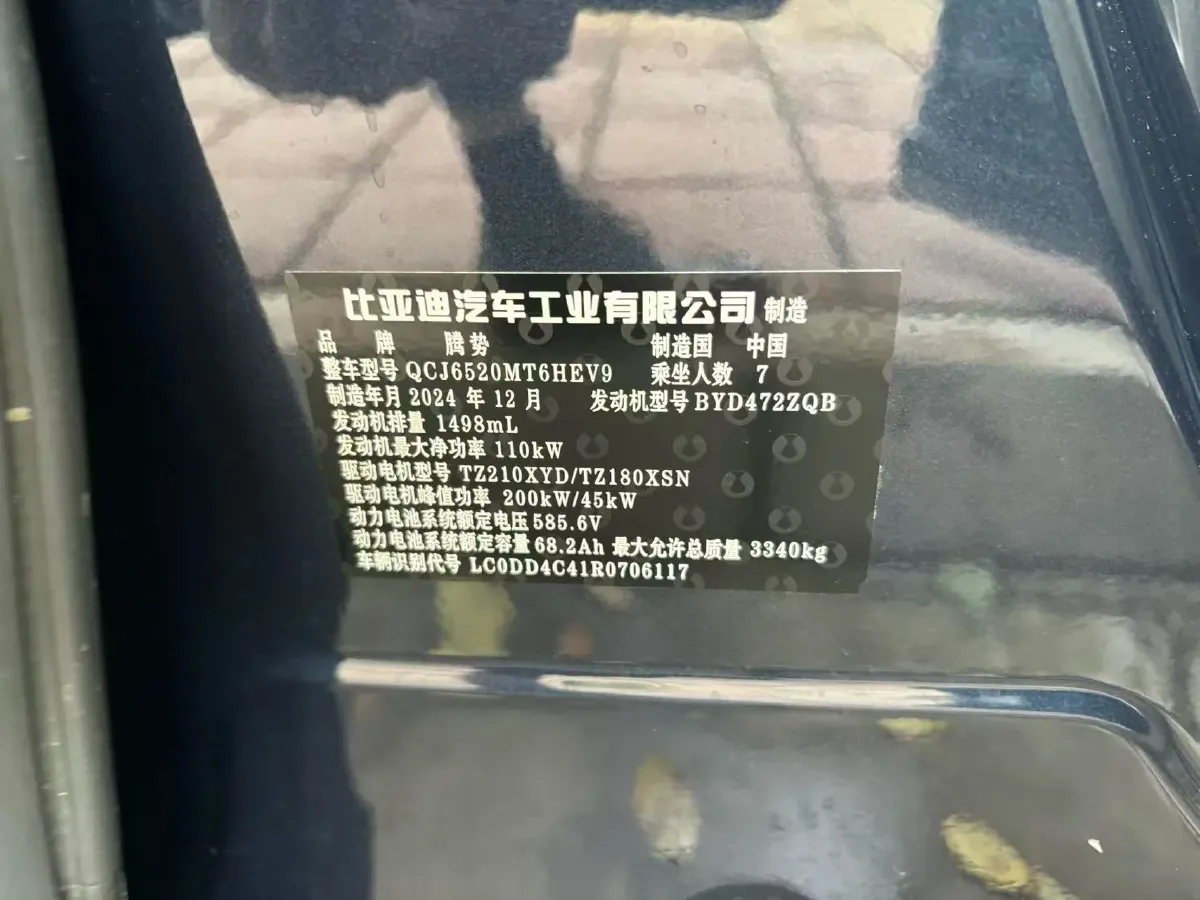 比亚迪汽车工业有限公司 制造
品 牌 腾势 制造国 中国
整车型号 QCJ6520MT6HEV9 乘坐人数 7
制造年月 2024 年 12 月 发动机型号 BYD472ZQB
发动机排量 1498mL
发动机最大净功率 110kW
驱动电机型号 TZ210XYD/TZ180XSN
驱动电机峰值功率 200kW/45kW
动力电池系统额定电压 585.6V
动力电池系统额定容量 68.2Ah 最大允许总质量 3340kg
车辆识别代号 LC0DD4C41R0706117